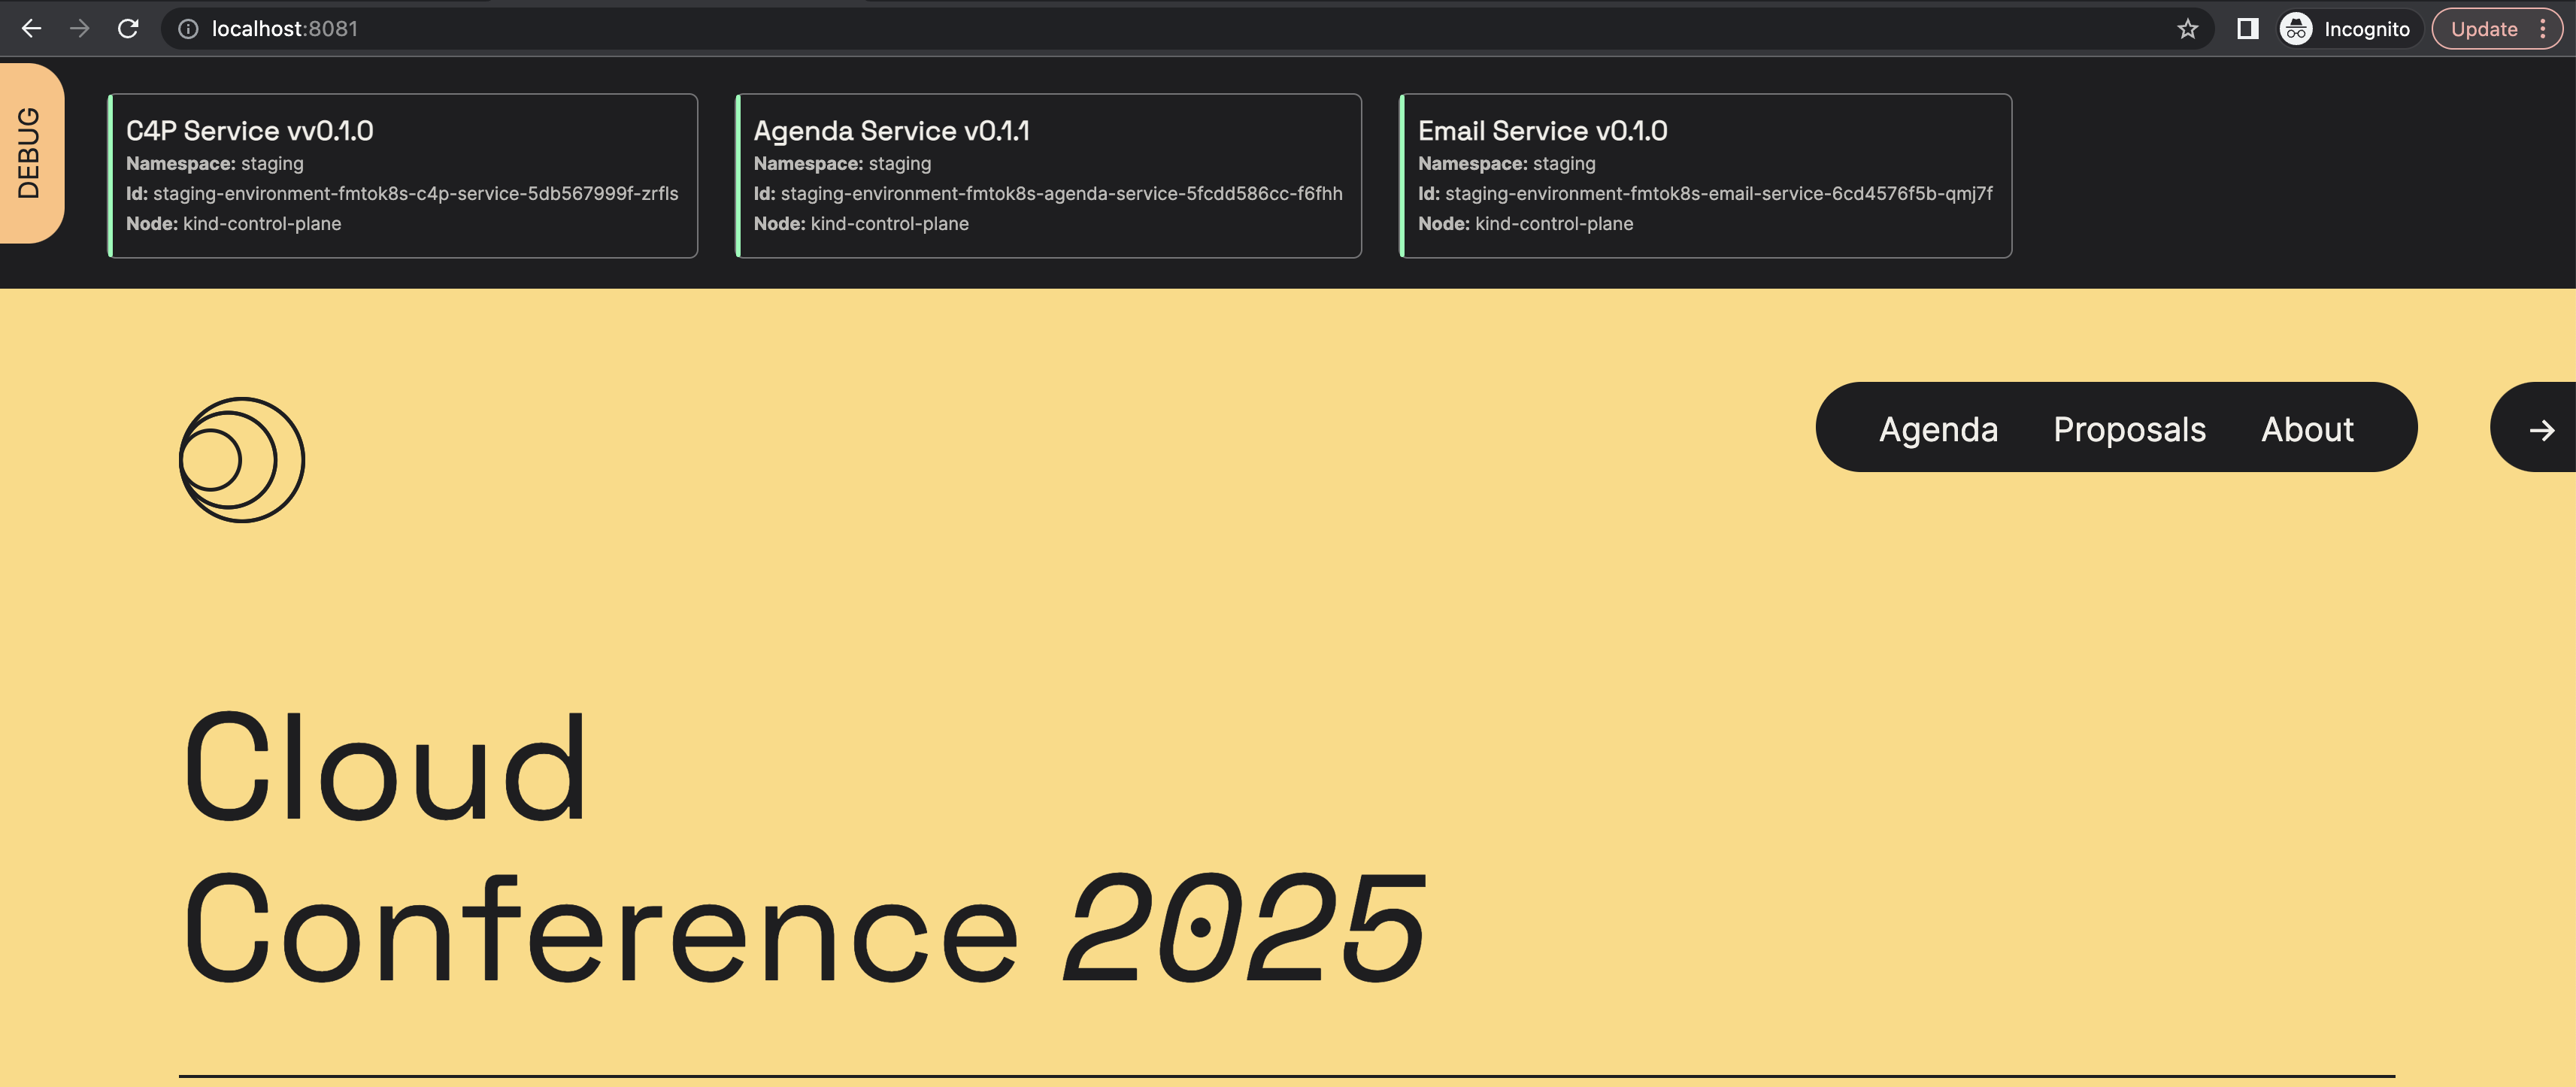 localhost:8081
Incognito
Update
DEBUG
C4P Service vv0.1.0
Namespace: staging
Id: staging-environment-fmtok8s-c4p-service-5db567999f-zrfls
Node: kind-control-plane
Agenda Service v0.1.1
Namespace: staging
Id: staging-environment-fmtok8s-agenda-service-5fcdd586cc-f6fhh
Node: kind-control-plane
Email Service v0.1.0
Namespace: staging
Id: staging-environment-fmtok8s-email-service-6cd4576f5b-qmj7f
Node: kind-control-plane
Agenda Proposals About
Cloud
Conference 2025